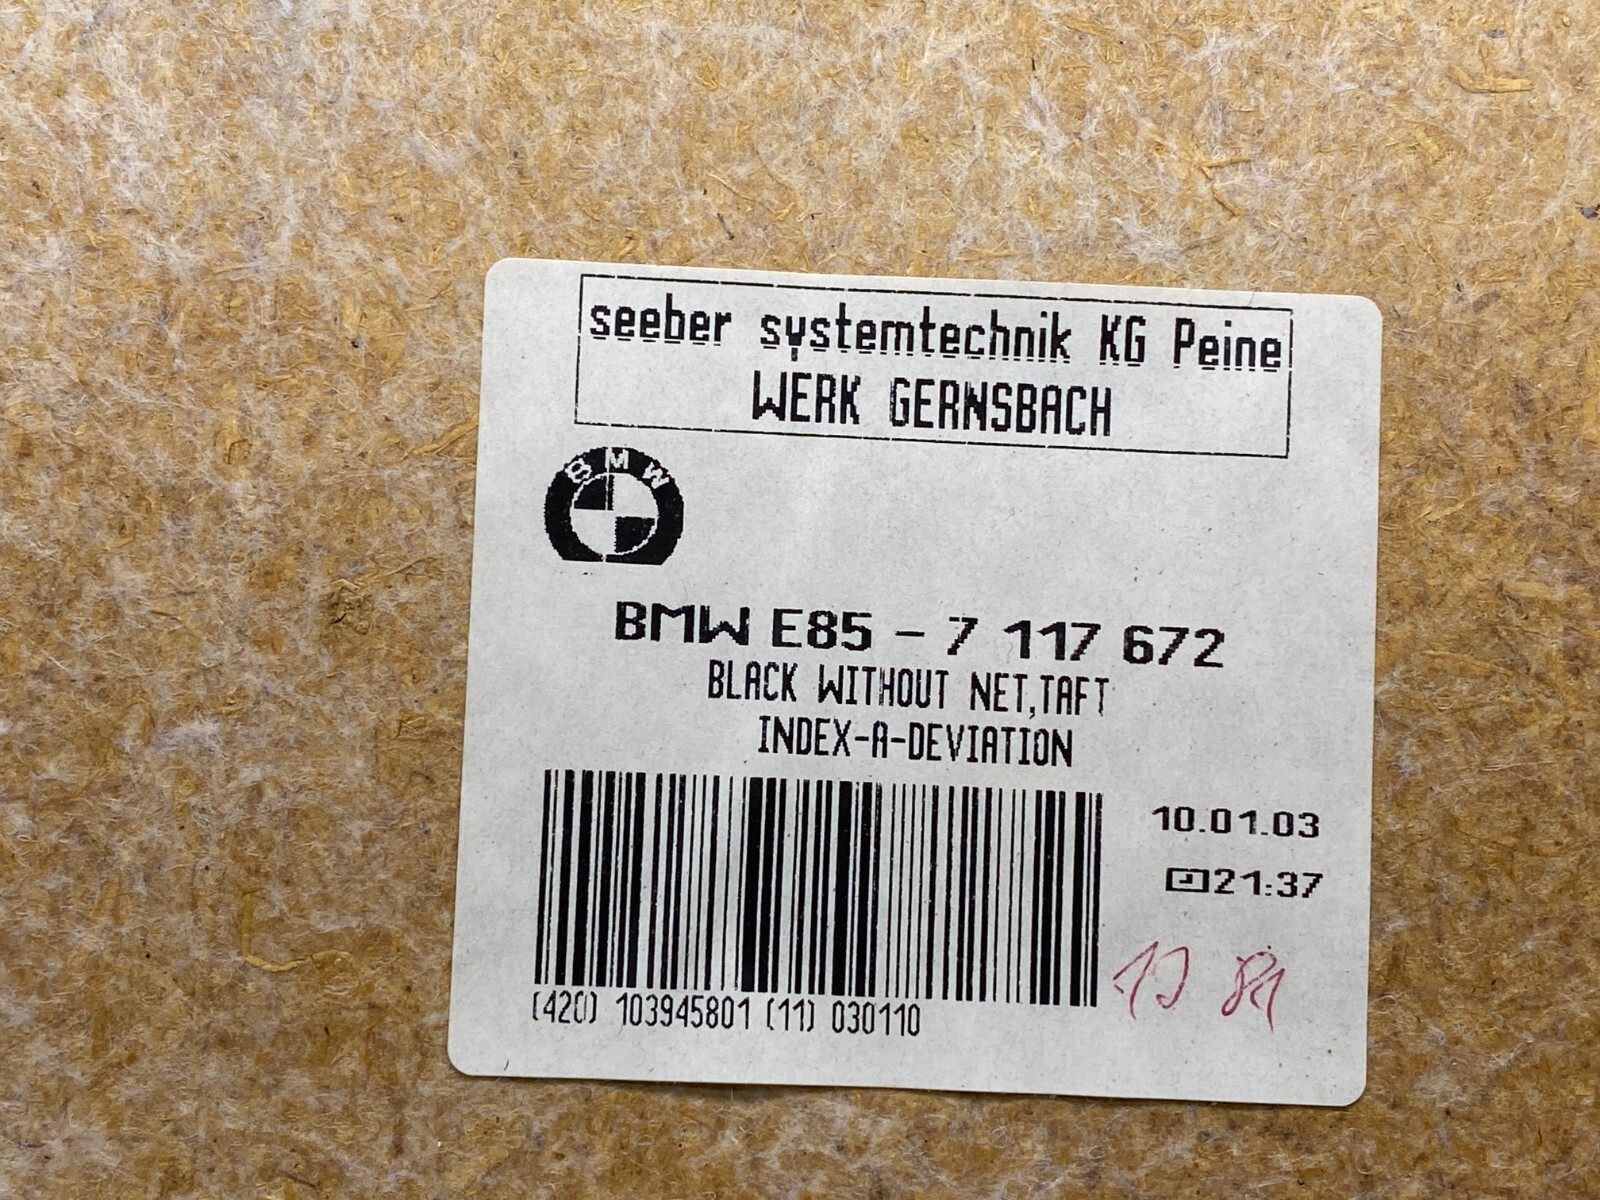 seeber systemtechnik KG Peine
WERK GERNSBACH
BMW
BMW E85 - 7 117 672
BLACK WITHOUT NET,TAFT
INDEX-A-DEVIATION
10.01.03
21:37
(420) 103945801 (11) 030110